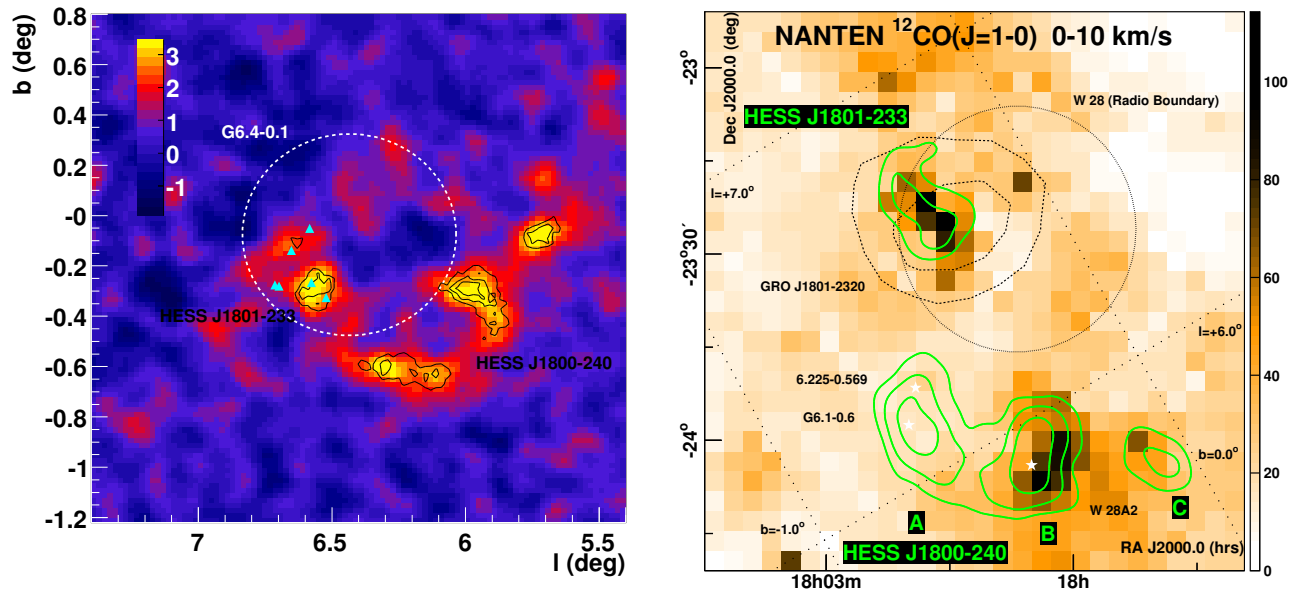 b (deg)
0.8
0.6
0.4
0.2
-0
-0.2
-0.4
-0.6
-0.8
-1
-1.2
3
2
1
0
-1
G6.4-0.1
HESS J1801-233
HESS J1800-240
7
6.5
6
5.5
l (deg)
NANTEN ¹²CO(J=1-0) 0-10 km/s
Dec J2000.0 (deg)
-23°
-23°30´
-24°
HESS J1801-233
W 28 (Radio Boundary)
l=+7.0°
GRO J1801-2320
l=+6.0°
6.225-0.569
G6.1-0.6
b=0.0°
W 28A2
b=-1.0°
A
B
C
HESS J1800-240
RA J2000.0 (hrs)
18h03m
18h
100
80
60
40
20
0